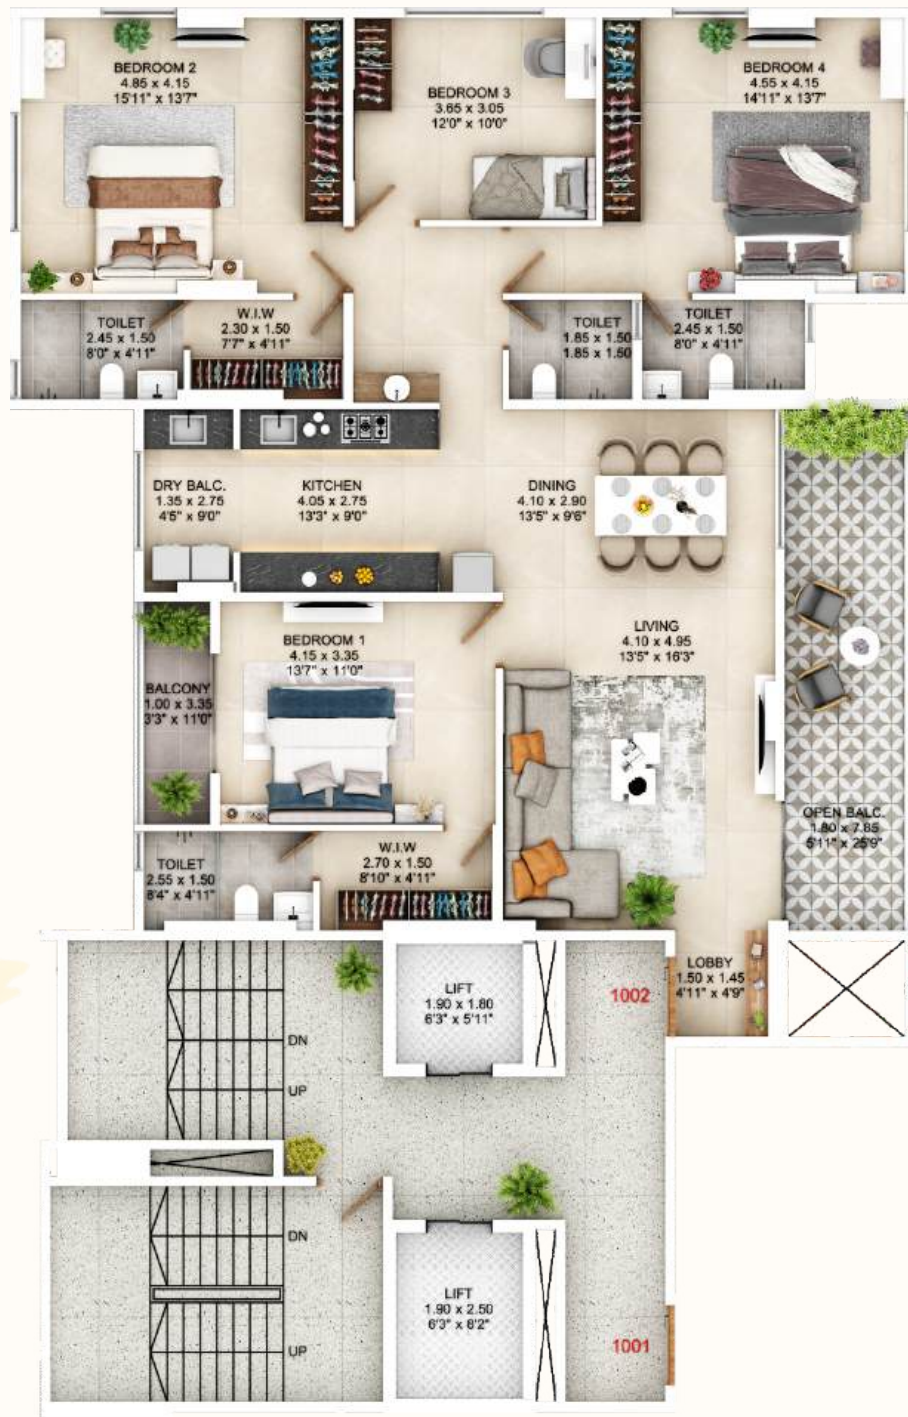 BEDROOM 2
4.85 x 4.15
15'11" x 13'7"
BEDROOM 3
3.65 x 3.05
12'0" x 10'0"
BEDROOM 4
4.55 x 4.15
14'11" x 13'7"
TOILET
2.45 x 1.50
8'0" x 4'11"
W.I.W
2.30 x 1.50
7'7" x 4'11"
TOILET
1.85 x 1.50
1.85 x 1.50
TOILET
2.45 x 1.50
8'0" x 4'11"
DRY BALC.
1.35 x 2.75
4'5" x 9'0"
KITCHEN
4.05 x 2.75
13'3" x 9'0"
DINING
4.10 x 2.90
13'5" x 9'6"
BEDROOM 1
4.15 x 3.35
13'7" x 11'0"
LIVING
4.10 x 4.95
13'5" x 16'3"
BALCONY
1.00 x 3.35
3'3" x 11'0"
OPEN BALC.
1.80 x 7.85
5'11" x 25'9"
TOILET
2.55 x 1.50
8'4" x 4'11"
W.I.W
2.70 x 1.50
8'10" x 4'11"
LOBBY
1.50 x 1.45
4'11" x 4'9"
LIFT
1.90 x 1.80
6'3" x 5'11"
1002
DN
UP
DN
UP
LIFT
1.90 x 2.50
6'3" x 8'2"
1001